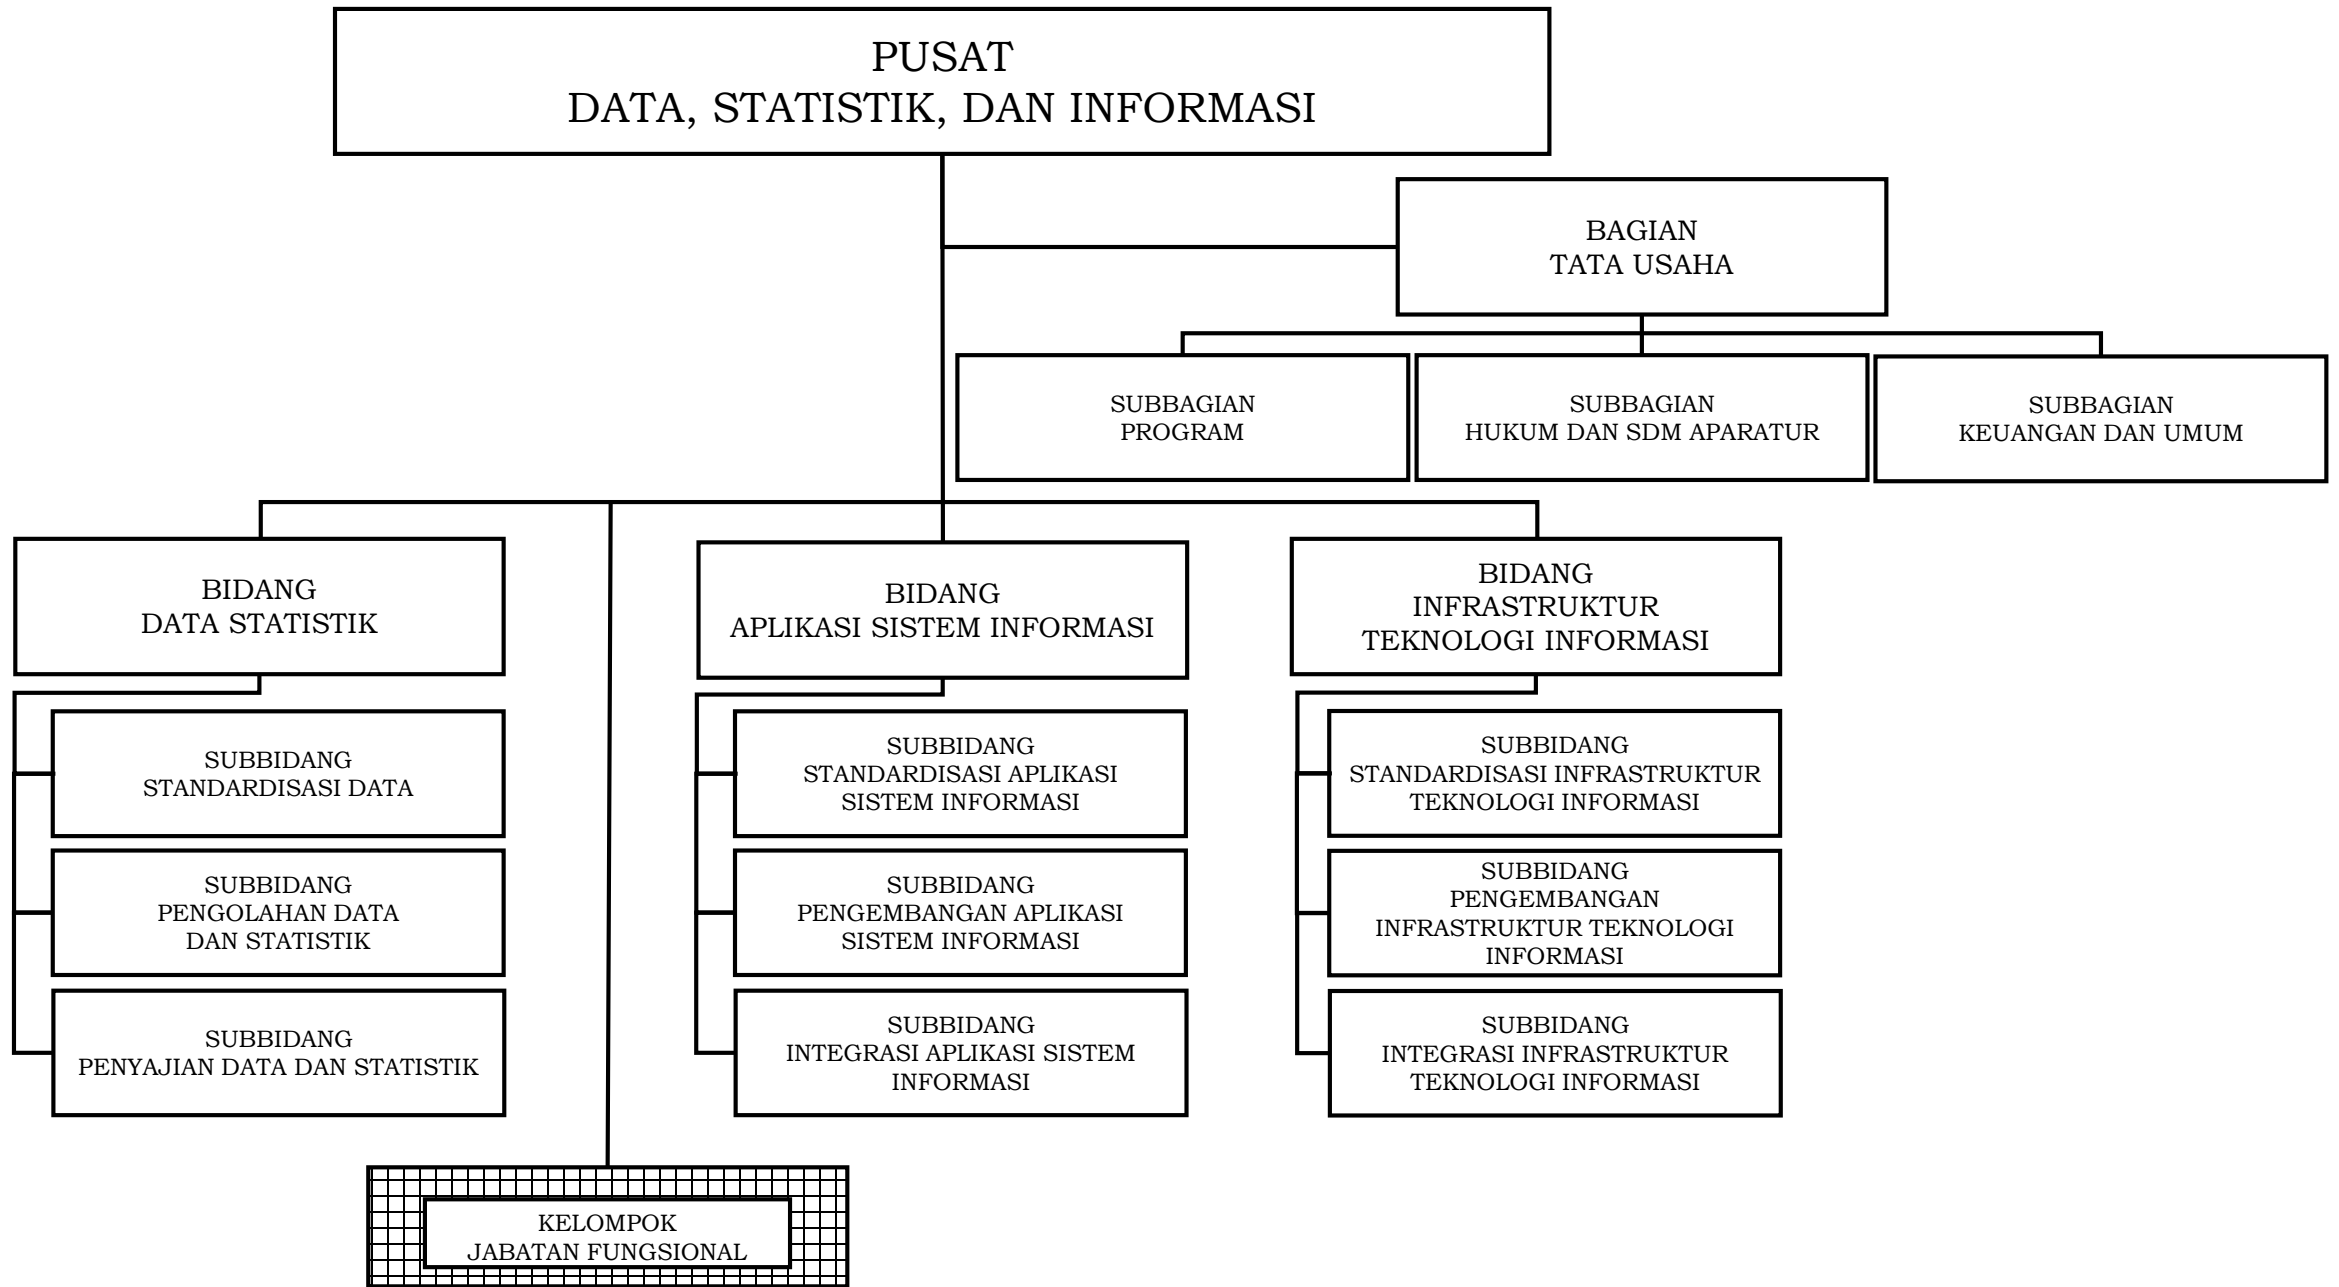 PUSAT
DATA, STATISTIK, DAN INFORMASI
BAGIAN
TATA USAHA
SUBBAGIAN
PROGRAM
SUBBAGIAN
HUKUM DAN SDM APARATUR
SUBBAGIAN
KEUANGAN DAN UMUM
BIDANG
DATA STATISTIK
SUBBIDANG
STANDARDISASI DATA
SUBBIDANG
PENGOLAHAN DATA
DAN STATISTIK
SUBBIDANG
PENYAJIAN DATA DAN STATISTIK
BIDANG
APLIKASI SISTEM INFORMASI
SUBBIDANG
STANDARDISASI APLIKASI
SISTEM INFORMASI
SUBBIDANG
PENGEMBANGAN APLIKASI
SISTEM INFORMASI
SUBBIDANG
INTEGRASI APLIKASI SISTEM
INFORMASI
BIDANG
INFRASTRUKTUR
TEKNOLOGI INFORMASI
SUBBIDANG
STANDARDISASI INFRASTRUKTUR
TEKNOLOGI INFORMASI
SUBBIDANG
PENGEMBANGAN
INFRASTRUKTUR TEKNOLOGI
INFORMASI
SUBBIDANG
INTEGRASI INFRASTRUKTUR
TEKNOLOGI INFORMASI
KELOMPOK
JABATAN FUNGSIONAL